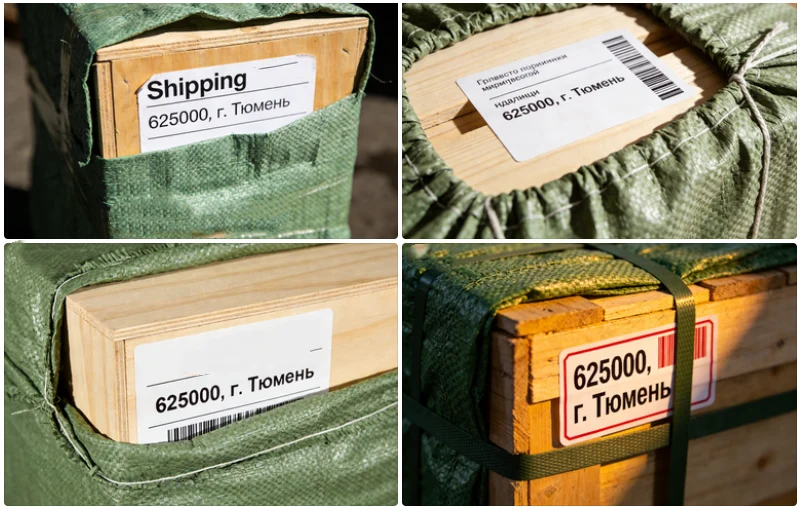 Shipping
625000, г. Тюмень
625000, г. Тюмень
625000, г. Тюмень
625000,
г. Тюмень